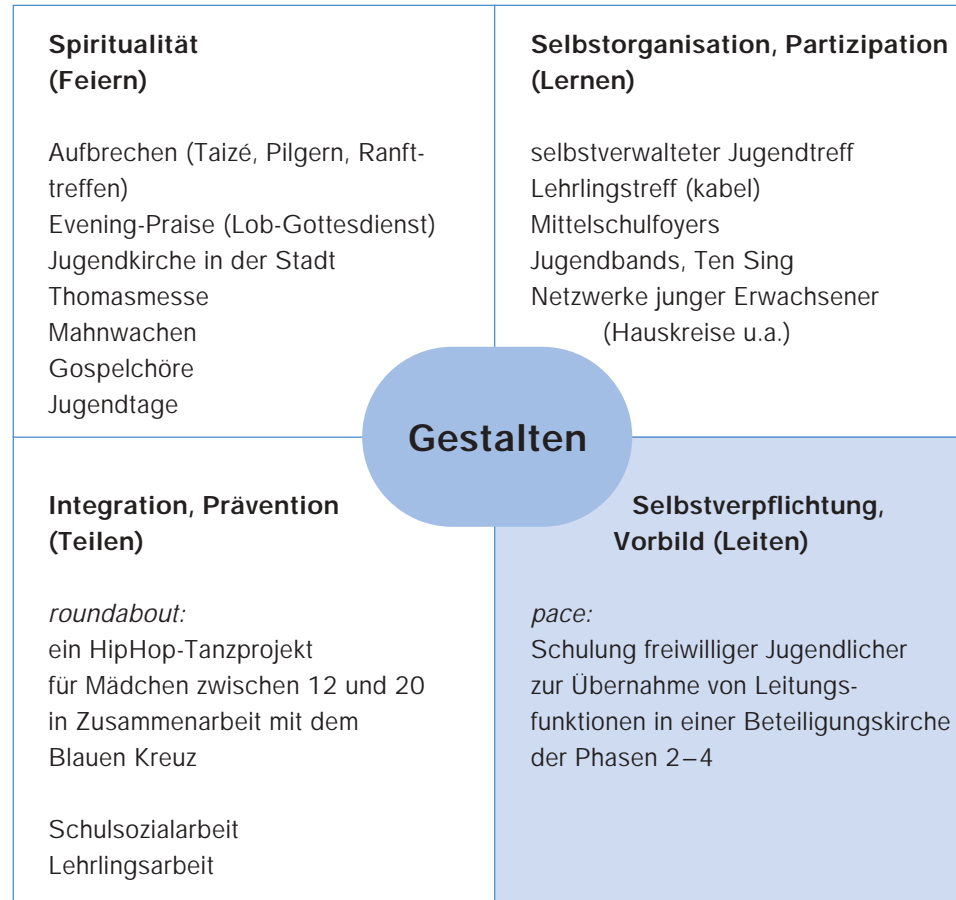 Spiritualität
(Feiern)
Aufbrechen (Taizé, Pilgern, Ranft-
treffen)
Evening-Praise (Lob-Gottesdienst)
Jugendkirche in der Stadt
Thomasmesse
Mahnwachen
Gospelchöre
Jugendtage
Selbstorganisation, Partizipation
(Lernen)
selbstverwalteter Jugendtreff
Lehrlingstreff (kabel)
Mittelschulfoyers
Jugendbands, Ten Sing
Netzwerke junger Erwachsener
(Hauskreise u.a.)
Gestalten
Integration, Prävention
(Teilen)
roundabout:
ein HipHop-Tanzprojekt
für Mädchen zwischen 12 und 20
in Zusammenarbeit mit dem
Blauen Kreuz
Schulsozialarbeit
Lehrlingsarbeit
Selbstverpflichtung,
Vorbild (Leiten)
pace:
Schulung freiwilliger Jugendlicher
zur Übernahme von Leitungs-
funktionen in einer Beteiligungskirche
der Phasen 2–4